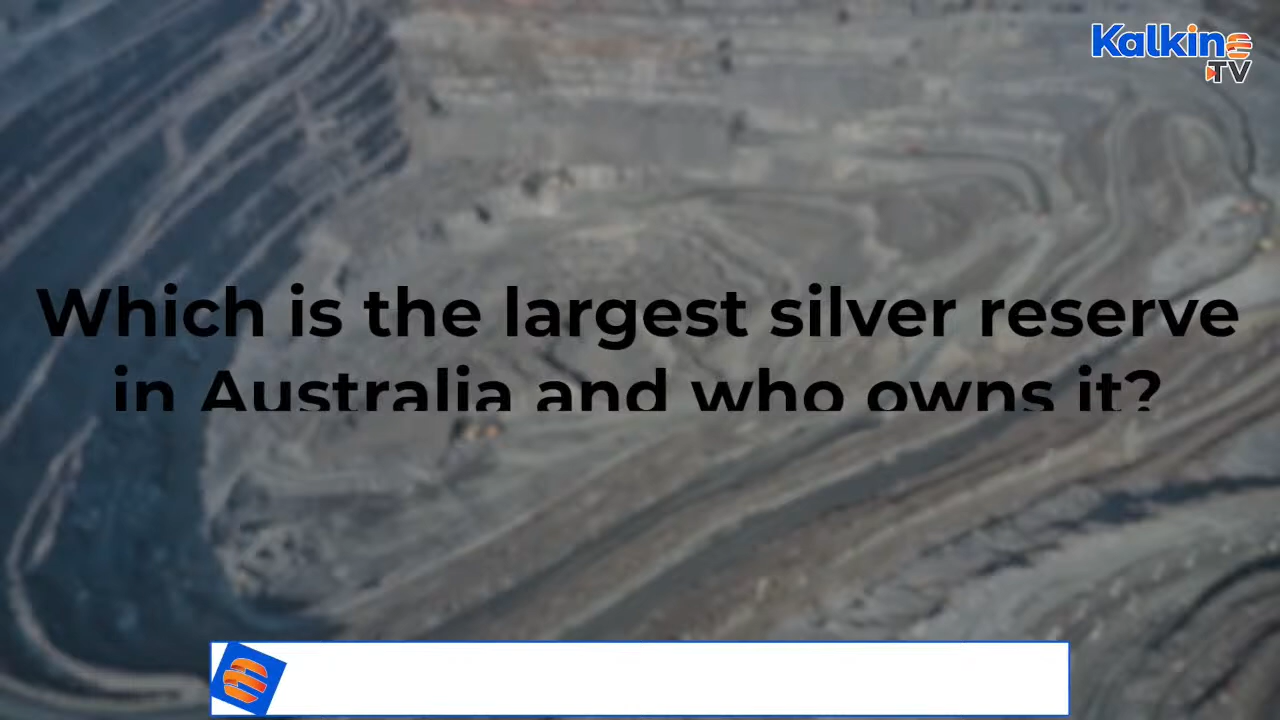 Kalkine
TV
Which is the largest silver reserve
in Australia and who owns it?